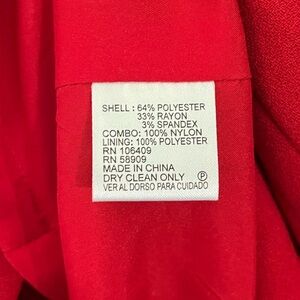 SHELL: 64% POLYESTER
33% RAYON
3% SPANDEX
COMBO: 100% NYLON
LINING: 100% POLYESTER
RN 106409
RN 58909
MADE IN CHINA
DRY CLEAN ONLY Ⓟ
VER AL DORSO PARA CUIDADO